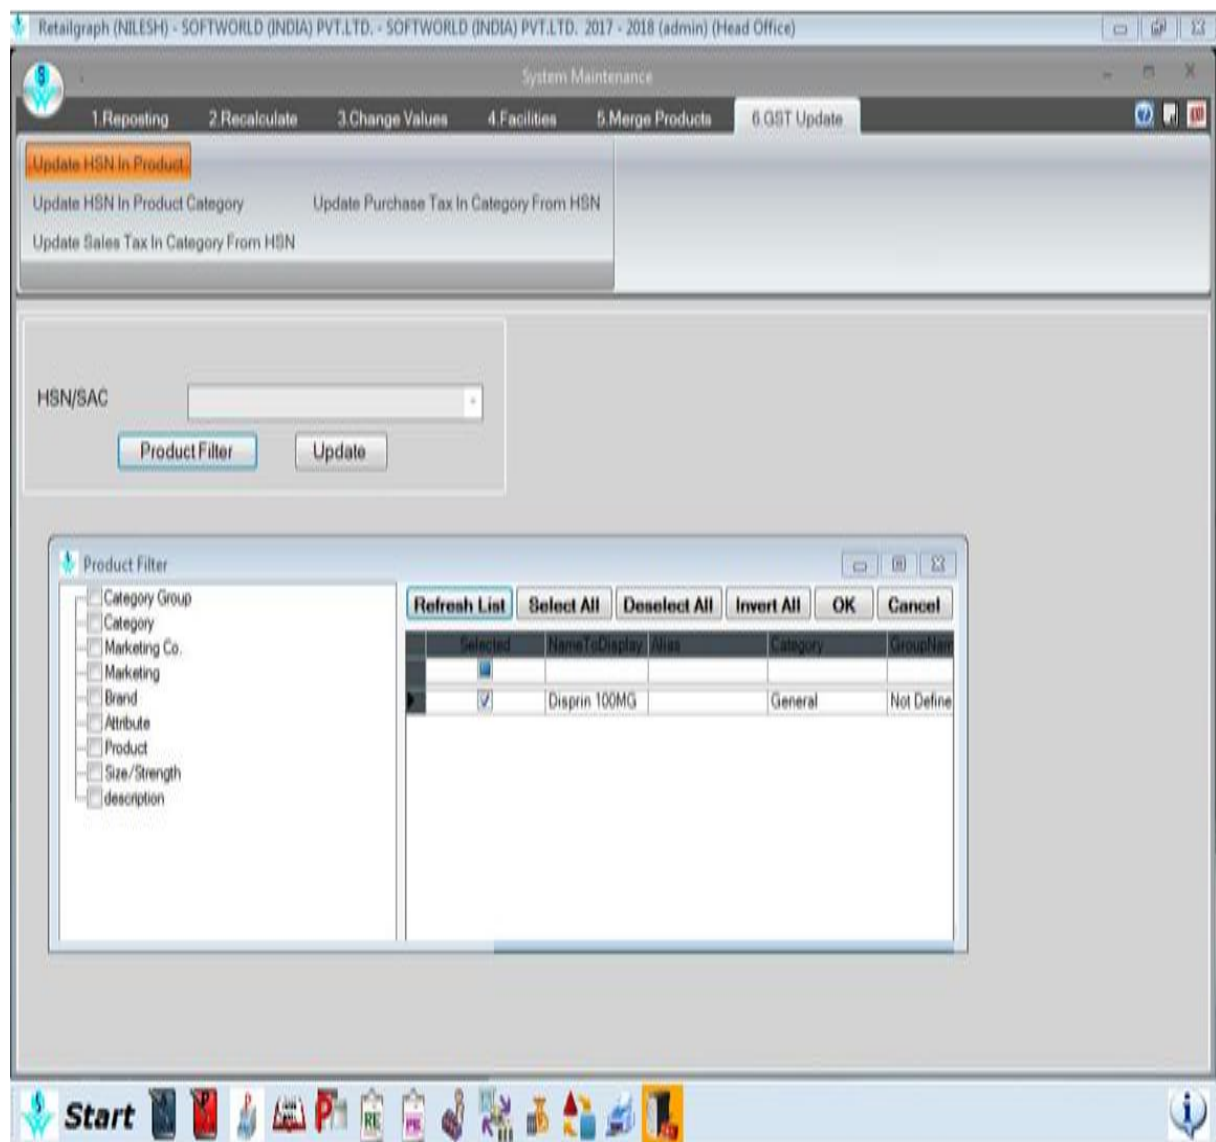 Retailgraph (NILESH) - SOFTWORLD (INDIA) PVT.LTD. - SOFTWORLD (INDIA) PVT.LTD. 2017 - 2018 (admin) (Head Office)
System Maintenance
1.Reposting 2.Recalculate 3.Change Values 4.Facilities 5.Merge Products 6.GST Update
Update HSN In Product
Update HSN In Product Category Update Purchase Tax In Category From HSN
Update Sales Tax In Category From HSN
HSN/SAC
Product Filter Update
Product Filter
Category Group
Category
Marketing Co.
Marketing
Brand
Attribute
Product
Size/Strength
description
Refresh List Select All Deselect All Invert All OK Cancel
Selected NameToDisplay Alias Category GroupNam
Disprin 100MG General Not Define
Start P RE PE i